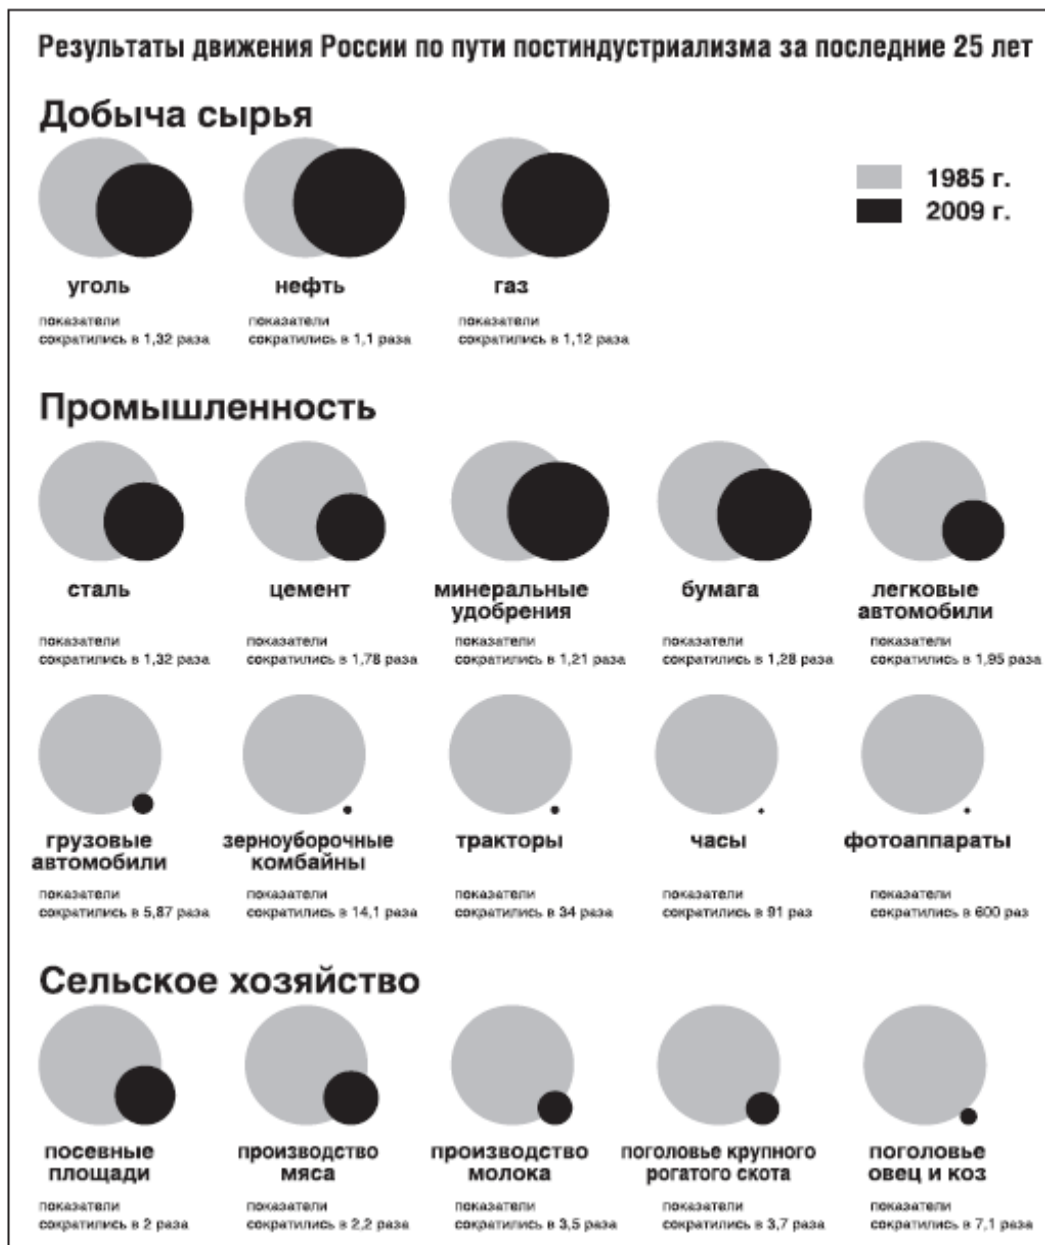 Результаты движения России по пути постиндустриализма за последние 25 лет
Добыча сырья
1985 г.
2009 г.
уголь
нефть
газ
показатели
сократились в 1,32 раза
показатели
сократились в 1,1 раза
показатели
сократились в 1,12 раза
Промышленность
сталь
цемент
минеральные
удобрения
бумага
легковые
автомобили
показатели
сократились в 1,32 раза
показатели
сократились в 1,78 раза
показатели
сократились в 1,21 раза
показатели
сократились в 1,28 раза
показатели
сократились в 1,95 раза
грузовые
автомобили
зерноуборочные
комбайны
тракторы
часы
фотоаппараты
показатели
сократились в 5,87 раза
показатели
сократились в 14,1 раза
показатели
сократились в 34 раза
показатели
сократились в 91 раз
показатели
сократились в 600 раз
Сельское хозяйство
посевные
площади
производство
мяса
производство
молока
поголовье крупного
рогатого скота
поголовье
овец и коз
показатели
сократились в 2 раза
показатели
сократились в 2,2 раза
показатели
сократились в 3,5 раза
показатели
сократились в 3,7 раза
показатели
сократились в 7,1 раза